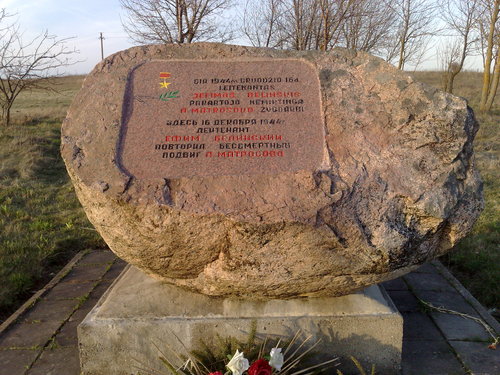 ČIA 1944m. GRUODŽIO 16d.
LEITENANTAS
JEFIMAS BELINSKIS
PAKARTOJO NEMIRTINGĄ
A. MATROSOVO ŽYGDARBĮ
ЗДЕСЬ 16 ДЕКАБРЯ 1944г.
ЛЕЙТЕНАНТ
ЕФИМ БЕЛИНСКИЙ
ПОВТОРИЛ БЕССМЕРТНЫЙ
ПОДВИГ А. МАТРОСОВА